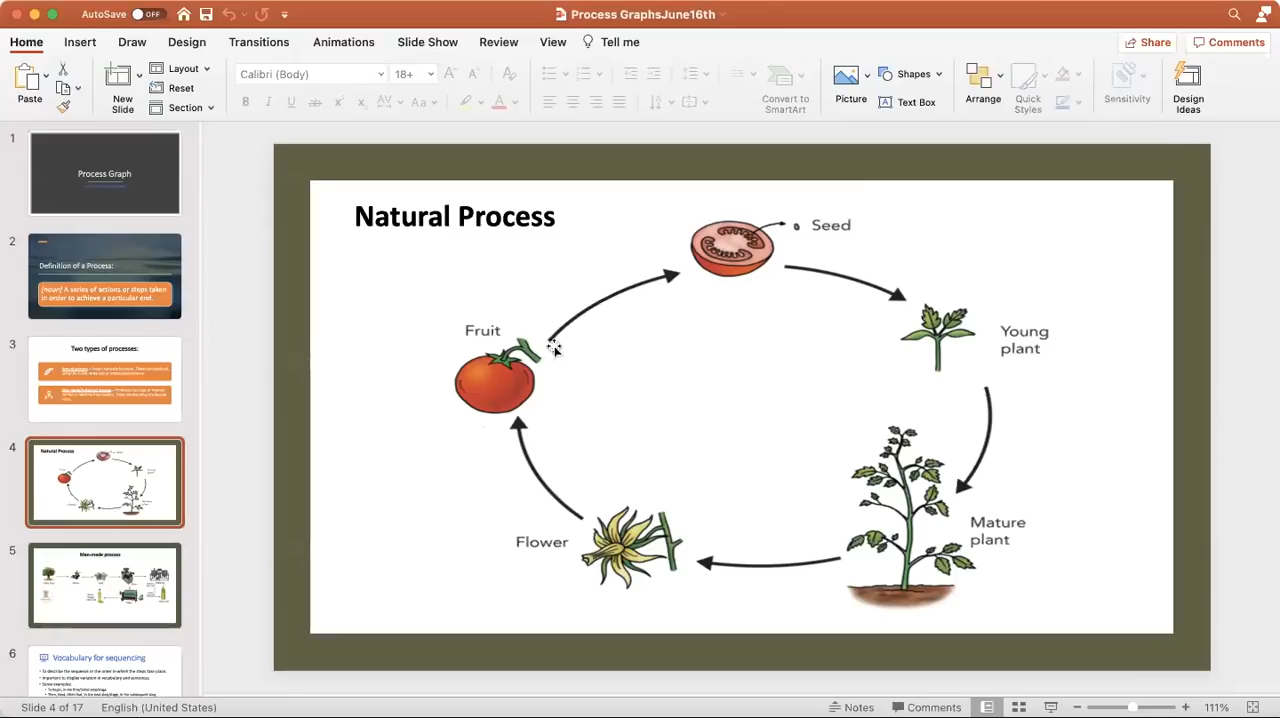 AutoSave OFF
Process GraphsJune16th
Home Insert Draw Design Transitions Animations Slide Show Review View Tell me
Share Comments
Paste
New
Slide
Layout
Reset
Section
Calibri (Body) 18+
Convert to
SmartArt
Picture
Shapes
Text Box
Arrange
Quick
Styles
Sensitivity
Design
Ideas
1
Process Graph
2
Definition of a Process:
[noun] A series of actions or steps taken
in order to achieve a particular end.
3
Two types of processes:
4
Natural Process
5
Man-made process
6
Vocabulary for sequencing
Natural Process
Seed
Young
plant
Mature
plant
Flower
Fruit
Slide 4 of 17 English (United States)
Notes Comments 111%